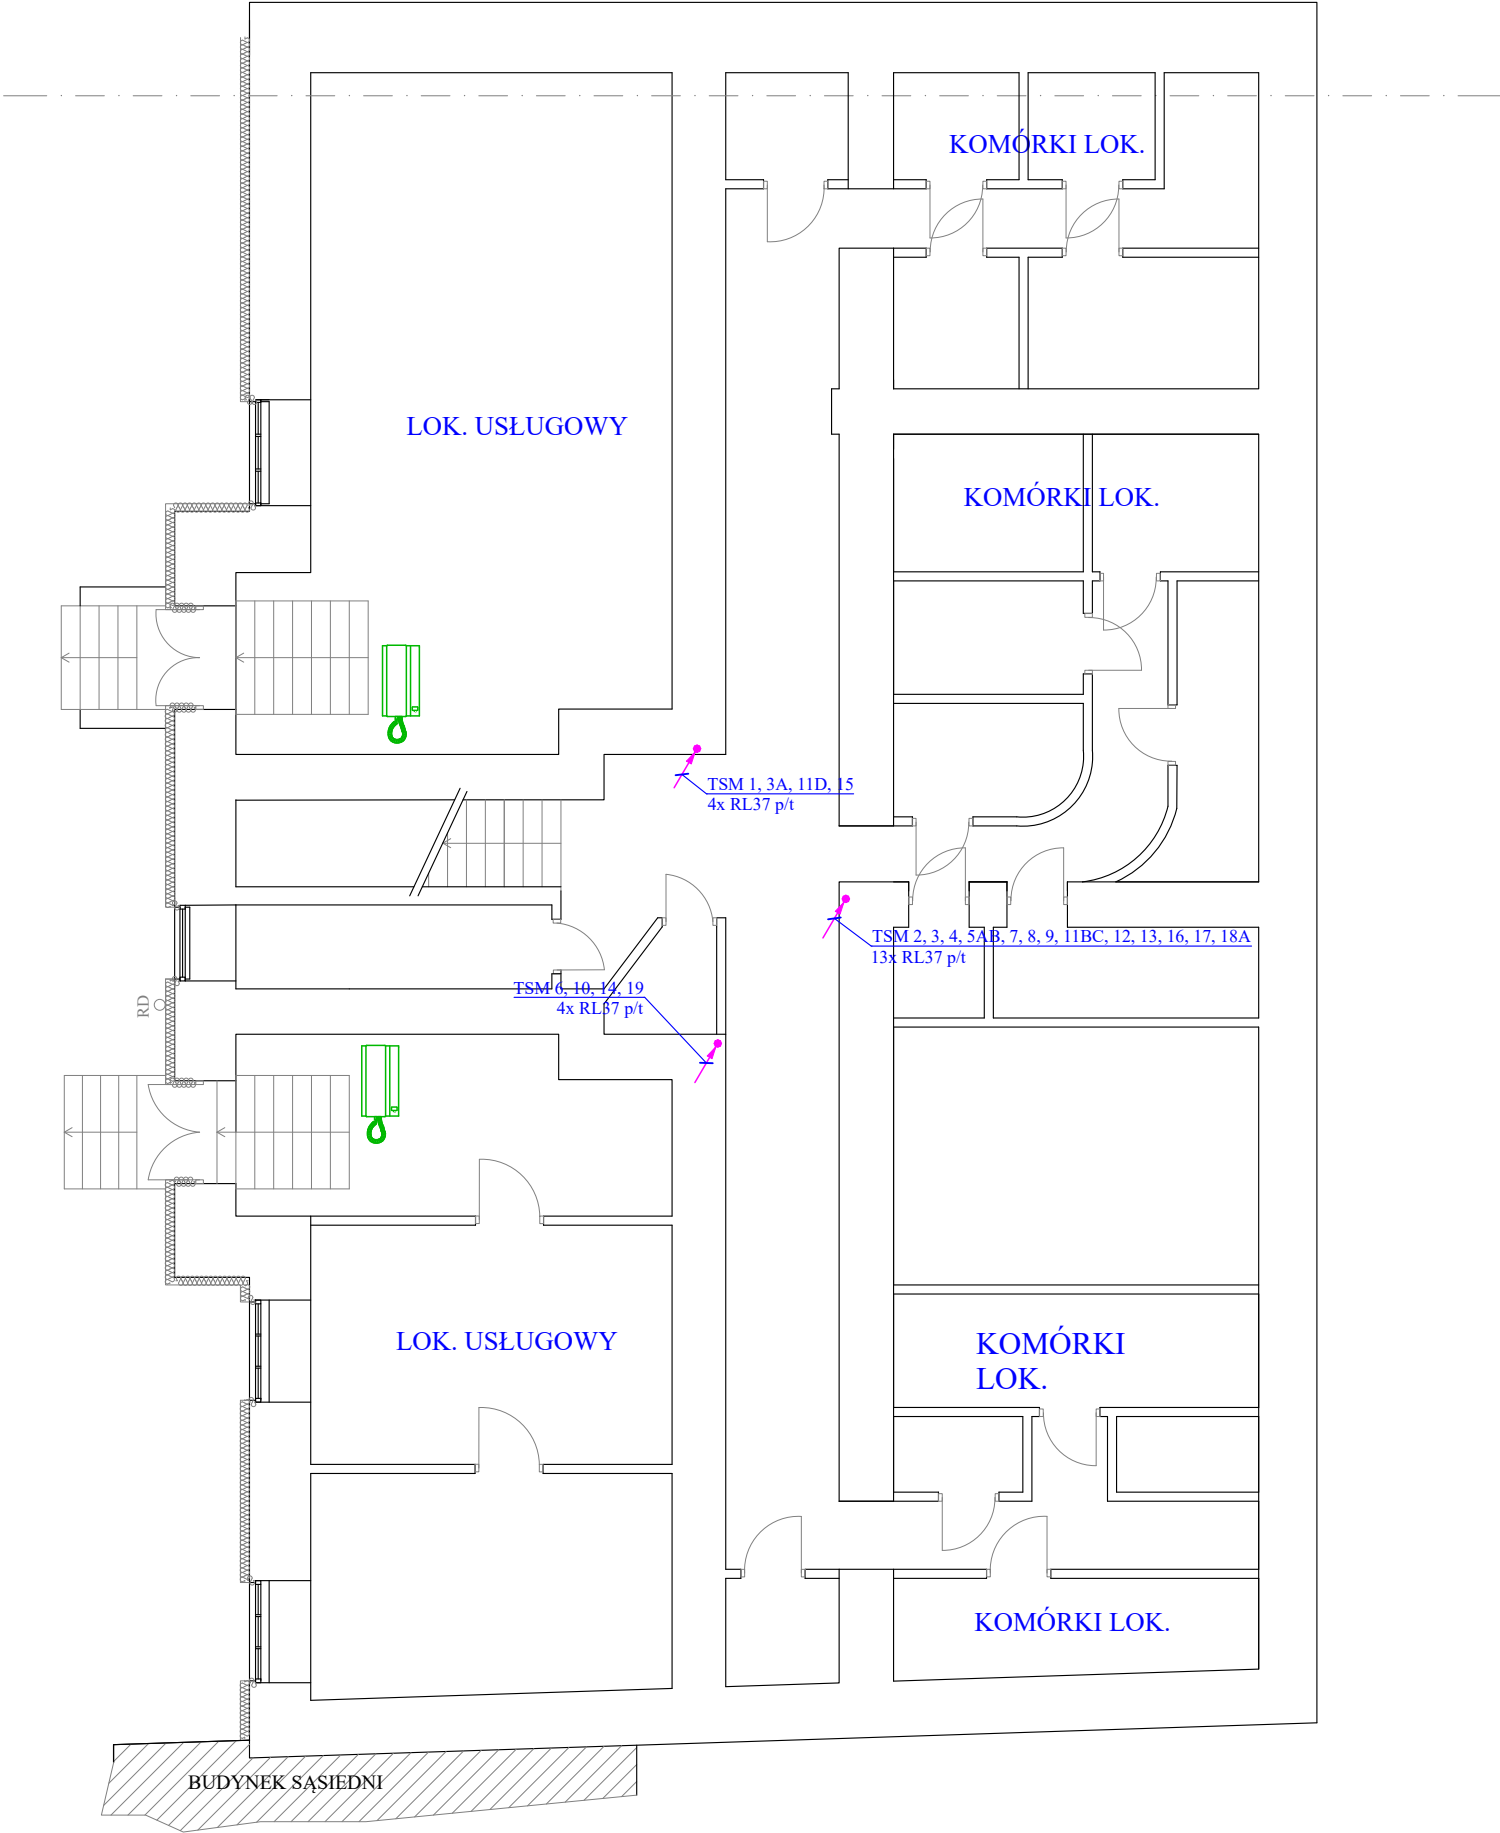 KOMÓRKI LOK.
LOK. USŁUGOWY
KOMÓRKI LOK.
TSM 1, 3A, 11D, 15
4x RL37 p/t
TSM 2, 3, 4, 5AB, 7, 8, 9, 11BC, 12, 13, 16, 17, 18A
13x RL37 p/t
TSM 6, 10, 14, 19
4x RL37 p/t
RD
LOK. USŁUGOWY
KOMÓRKI
LOK.
KOMÓRKI LOK.
BUDYNEK SĄSIEDNI